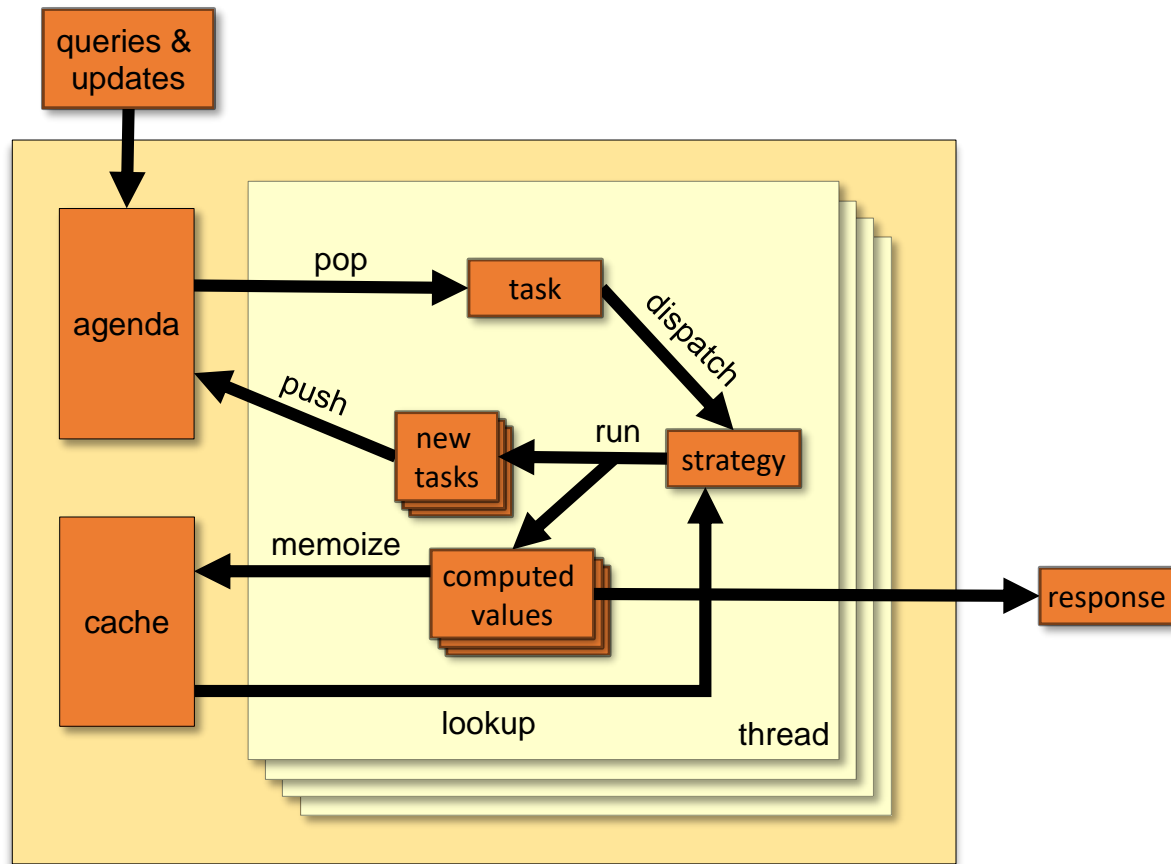 queries &
updates
pop
task
dispatch
agenda
push
new
tasks
run
strategy
memoize
computed
values
cache
response
lookup
thread